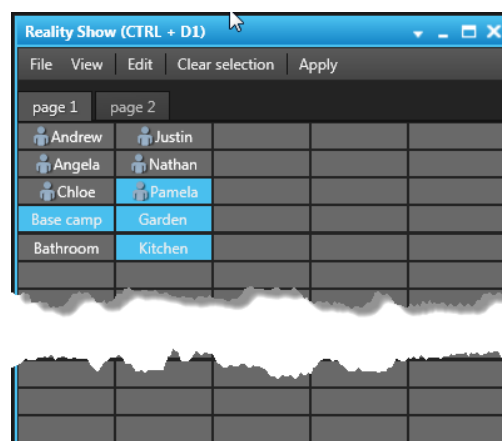 Reality Show (CTRL + D1)
File View Edit Clear selection Apply
page 1 page 2
Andrew Justin
Angela Nathan
Chloe Pamela
Base camp Garden
Bathroom Kitchen